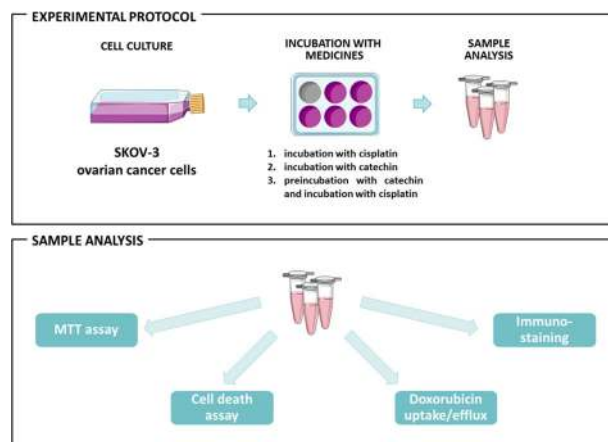 EXPERIMENTAL PROTOCOL
CELL CULTURE
INCUBATION WITH
MEDICINES
SAMPLE
ANALYSIS
SKOV-3
ovarian cancer cells
1. incubation with cisplatin
2. incubation with catechin
3. preincubation with catechin
and incubation with cisplatin
SAMPLE ANALYSIS
MTT assay
Immuno-
staining
Cell death
assay
Doxorubicin
uptake/efflux